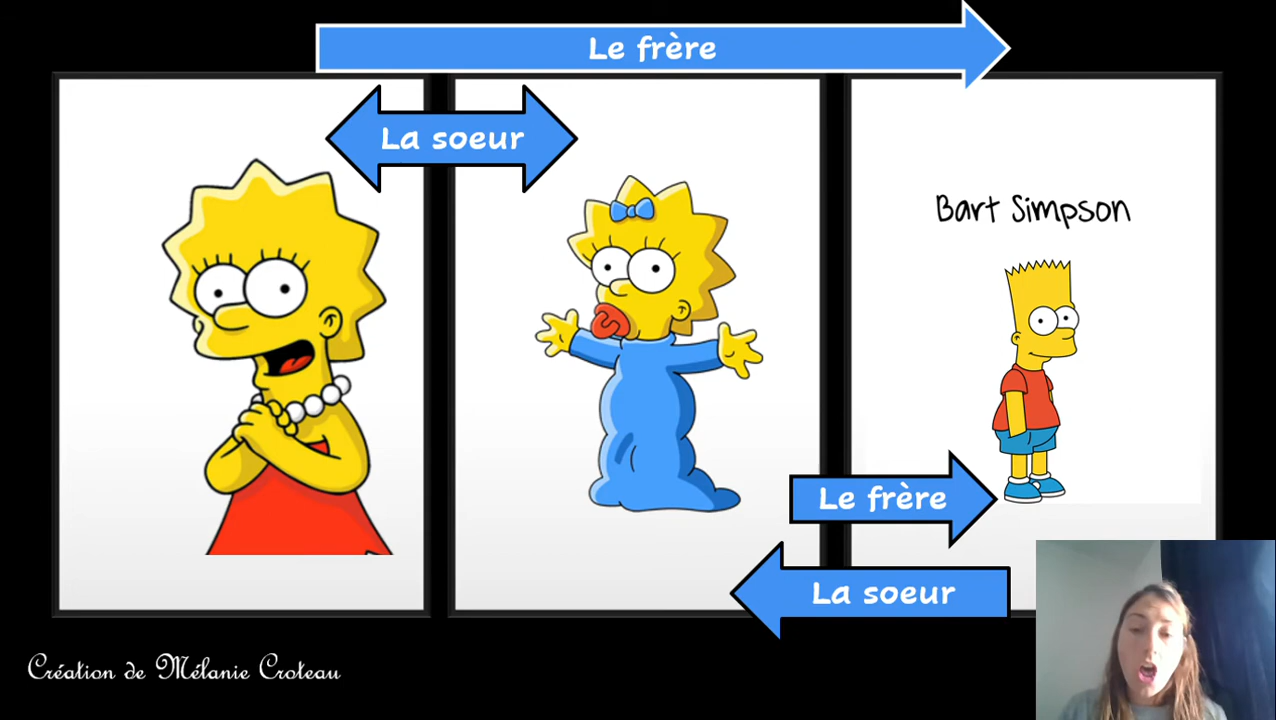 Le frère
La soeur
Bart Simpson
Le frère
La soeur
Création de Mélanie Croteau